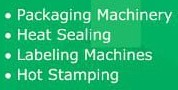 • Packaging Machinery
• Heat Sealing
• Labeling Machines
• Hot Stamping